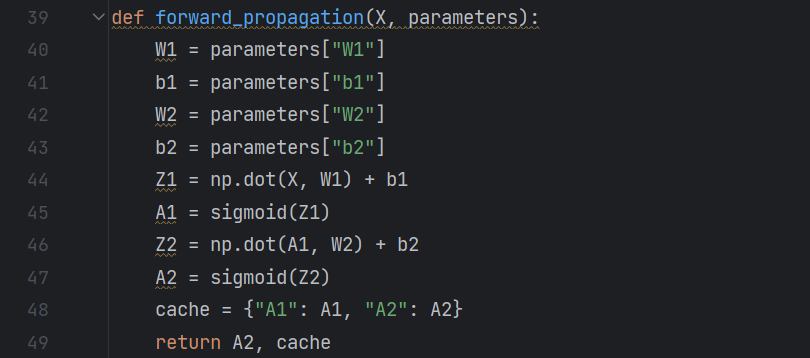 39 def forward_propagation(X, parameters):
40 W1 = parameters["W1"]
41 b1 = parameters["b1"]
42 W2 = parameters["W2"]
43 b2 = parameters["b2"]
44 Z1 = np.dot(X, W1) + b1
45 A1 = sigmoid(Z1)
46 Z2 = np.dot(A1, W2) + b2
47 A2 = sigmoid(Z2)
48 cache = {"A1": A1, "A2": A2}
49 return A2, cache